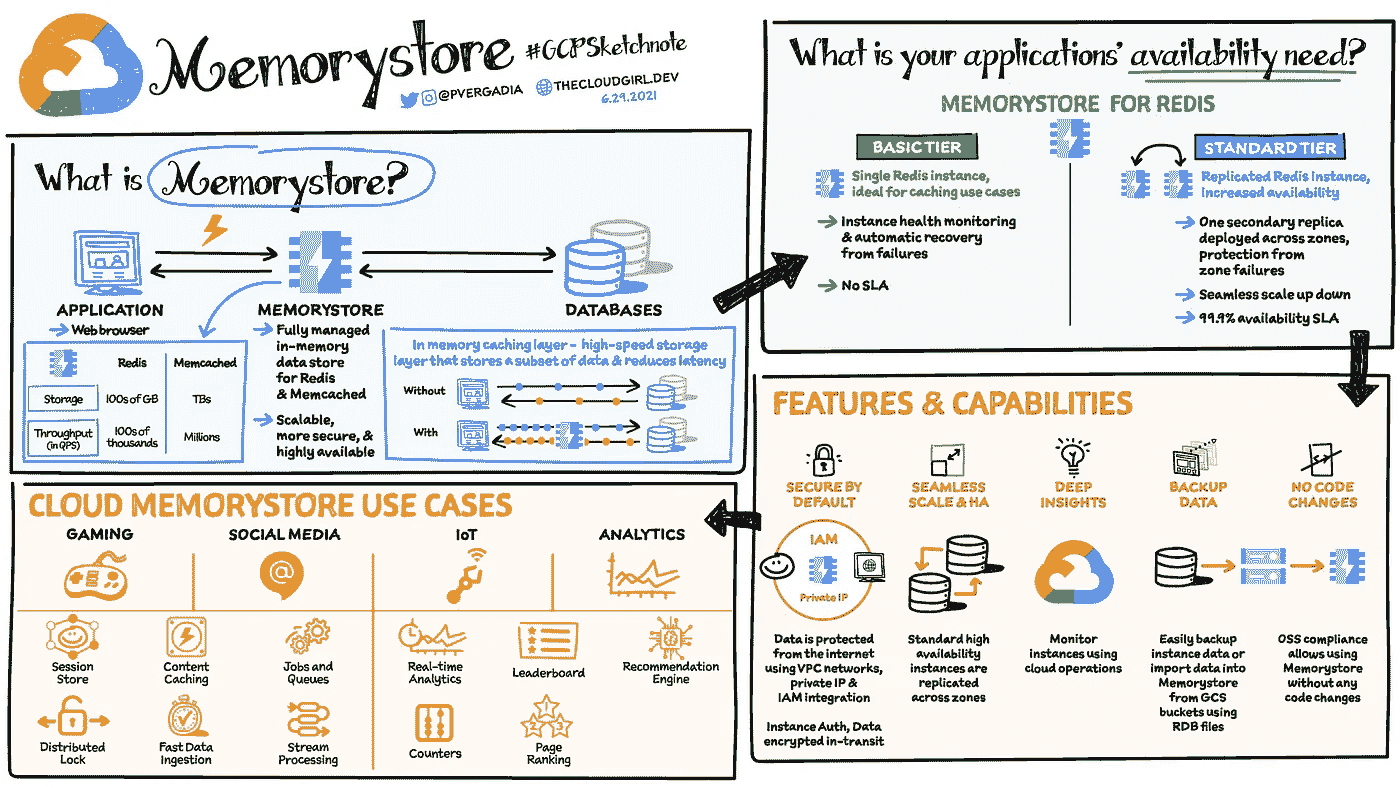 Memorystore
#GCPSketchnote
@PVERGADIA
THECLOUDGIRL.DEV
6.29.2021
What is Memorystore?
APPLICATION
Web browser
MEMORYSTORE
Fully managed
in-memory
data store
for Redis
& Memcached
Scalable,
more secure, &
highly available
DATABASES
Redis
Memcached
Storage
100s of GB
TBs
Throughput
(in QPS)
100s of
thousands
Millions
In memory caching layer - high-speed storage
layer that stores a subset of data & reduces latency
Without
With
What is your applications' availability need?
MEMORYSTORE FOR REDIS
BASIC TIER
Single Redis instance,
ideal for caching use cases
Instance health monitoring
& automatic recovery
from failures
No SLA
STANDARD TIER
Replicated Redis Instance,
Increased availability
One secondary replica
deployed across zones,
protection from
zone failures
Seamless scale up down
99.9% availability SLA
FEATURES & CAPABILITIES
SECURE BY
DEFAULT
IAM
Private IP
Data is protected
from the internet
using VPC networks,
private IP &
IAM integration
Instance Auth, Data
encrypted in-transit
SEAMLESS
SCALE & HA
Standard high
availability
instances are
replicated
across zones
DEEP
INSIGHTS
Monitor
instances using
cloud operations
BACKUP
DATA
Easily backup
instance data or
import data into
Memorystore
from GCS
buckets using
RDB files
NO CODE
CHANGES
OSS compliance
allows using
Memorystore
without any
code changes
CLOUD MEMORYSTORE USE CASES
GAMING
SOCIAL MEDIA
IoT
ANALYTICS
@
Session
Store
Content
Caching
Jobs and
Queues
Real-time
Analytics
Leaderboard
Recommendation
Engine
Distributed
Lock
Fast Data
Ingestion
Stream
Processing
Counters
1
2
3
Page
Ranking